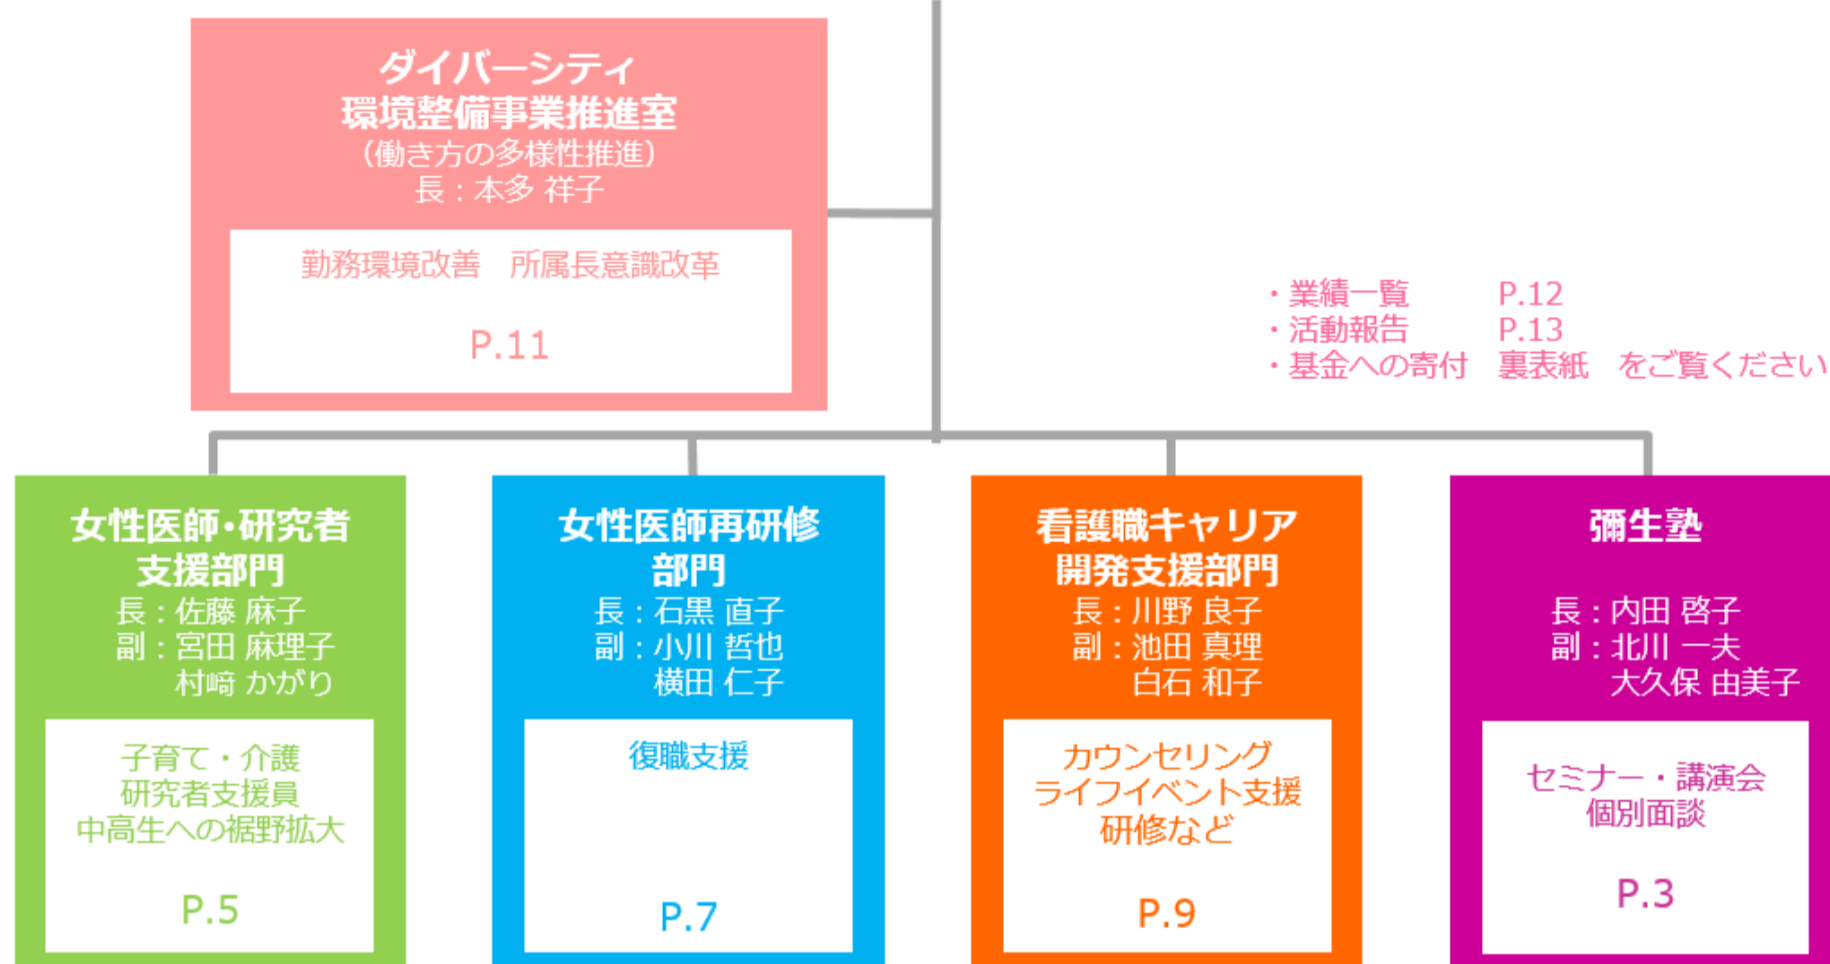 ダイバーシティ
環境整備事業推進室
（働き方の多様性推進）
長：本多 祥子
勤務環境改善　所属長意識改革
P.11
・業績一覧　　　P.12
・活動報告　　　P.13
・基金への寄付　裏表紙　をご覧ください
女性医師・研究者
支援部門
長：佐藤 麻子
副：宮田 麻理子
村﨑 かがり
子育て・介護
研究者支援員
中高生への裾野拡大
P.5
女性医師再研修
部門
長：石黒 直子
副：小川 哲也
横田 仁子
復職支援
P.7
看護職キャリア
開発支援部門
長：川野 良子
副：池田 真理
白石 和子
カウンセリング
ライフイベント支援
研修など
P.9
彌生塾
長：内田 啓子
副：北川 一夫
大久保 由美子
セミナー・講演会
個別面談
P.3